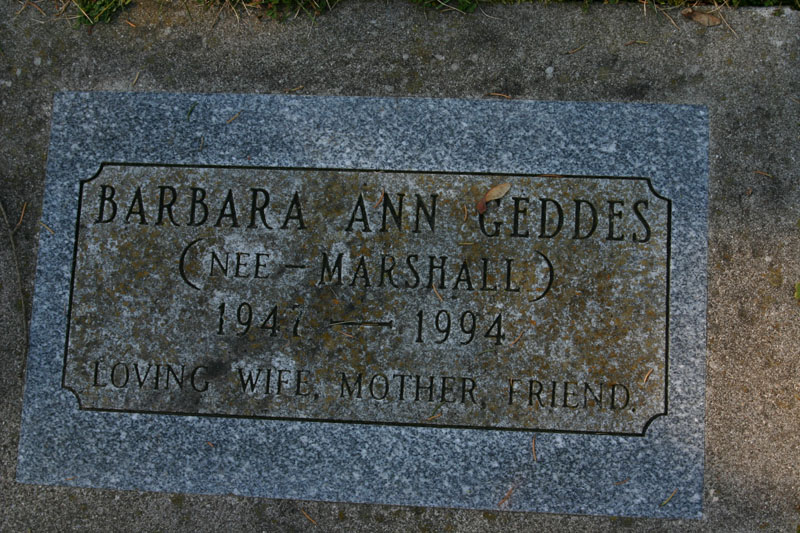 BARBARA ANN GEDDES
(NEE — MARSHALL)
1947 — 1994
LOVING WIFE, MOTHER, FRIEND.